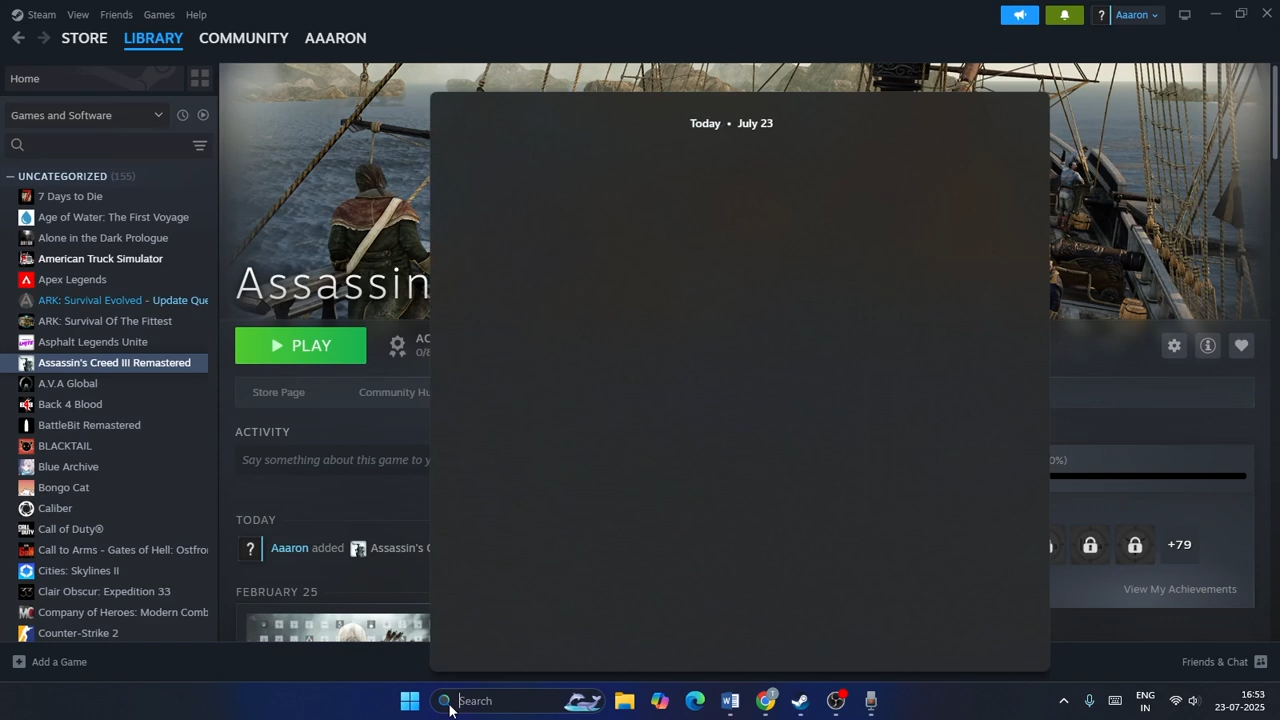 Steam View Friends Games Help
? Aaaron
STORE LIBRARY COMMUNITY AAARON
Home
Games and Software
UNCATEGORIZED (155)
7 Days to Die
Age of Water: The First Voyage
Alone in the Dark Prologue
American Truck Simulator
Apex Legends
ARK: Survival Evolved - Update Que
ARK: Survival Of The Fittest
Asphalt Legends Unite
Assassin's Creed III Remastered
A.V.A Global
Back 4 Blood
BattleBit Remastered
BLACKTAIL
Blue Archive
Bongo Cat
Caliber
Call of Duty®
Call to Arms - Gates of Hell: Ostfror
Cities: Skylines II
Clair Obscur: Expedition 33
Company of Heroes: Modern Comb
Counter-Strike 2
Add a Game
Assassin
PLAY
AC
0/8
Store Page Community Hu
ACTIVITY
Say something about this game to y
TODAY
? Aaaron added Assassin's C
FEBRUARY 25
Today • July 23
0%)
+79
View My Achievements
Friends & Chat
Search
1
ENG
IN
16:53
23-07-2025